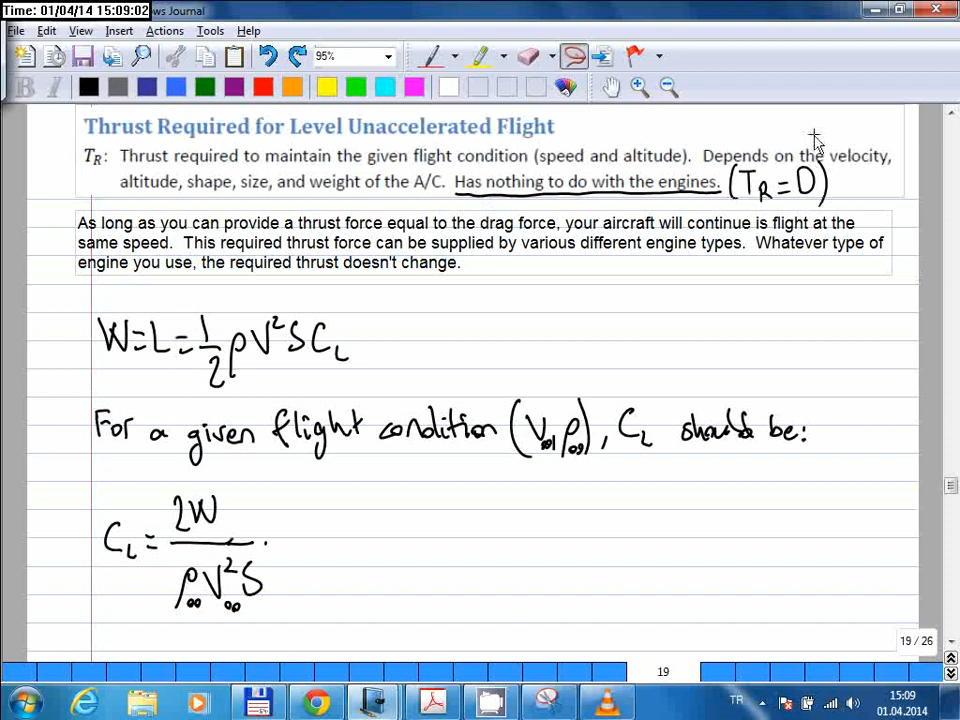 Time: 01/04/14 15:09:02
ws Journal
File Edit View Insert Actions Tools Help
95%
B I
Thrust Required for Level Unaccelerated Flight
TR: Thrust required to maintain the given flight condition (speed and altitude). Depends on the velocity,
altitude, shape, size, and weight of the A/C. Has nothing to do with the engines. (TR = D)
As long as you can provide a thrust force equal to the drag force, your aircraft will continue is flight at the
same speed. This required thrust force can be supplied by various different engine types. Whatever type of
engine you use, the required thrust doesn't change.
W=L=1/2 ρV²SCL
For a given flight condition (V∞, ρ∞), CL should be:
CL = 2W / ρ∞V∞²S
19 / 26
19
TR
15:09
01.04.2014